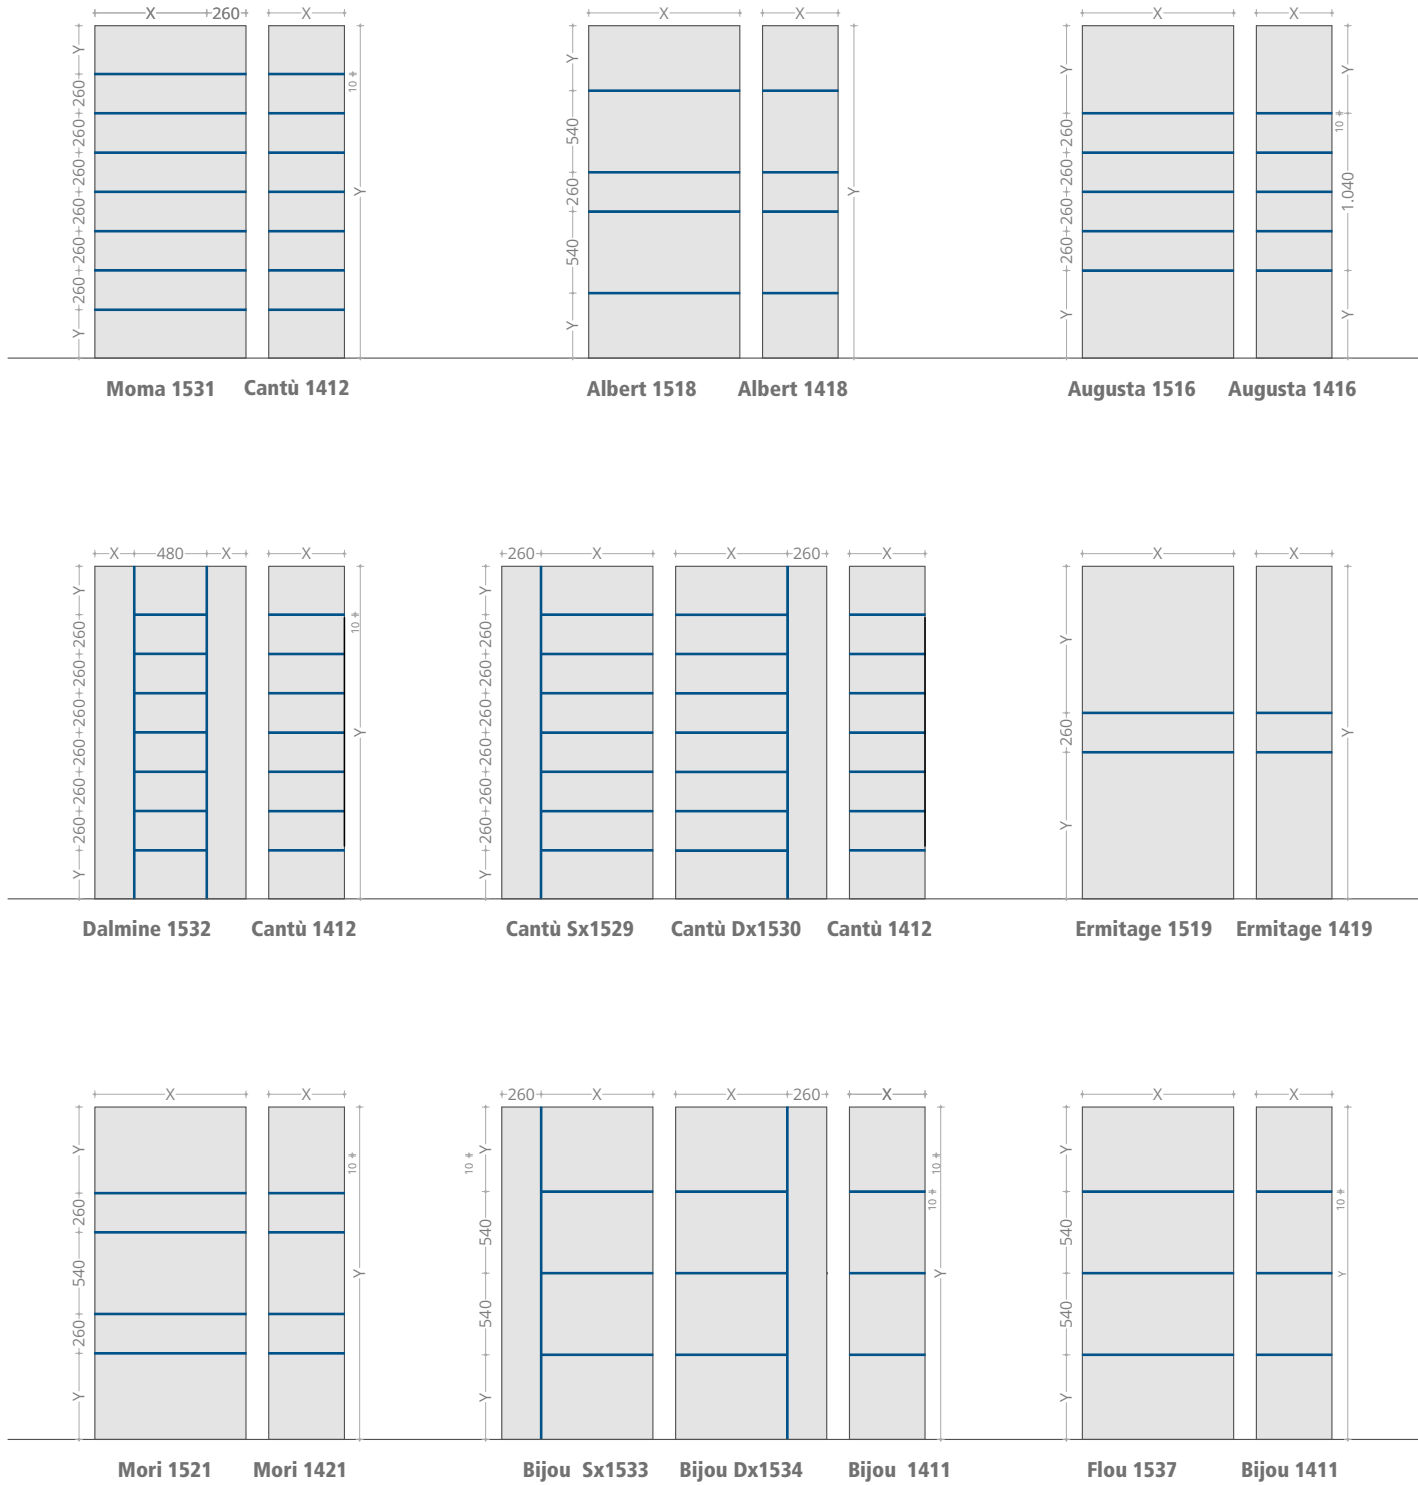 X 260 X
Y 260 260 260 260 260 260 Y
10
Y
X X
Y 540 260 540 Y
Y
X X
Y 260 260 260 260 Y
Y 10 1.040 Y
Moma 1531 Cantù 1412
Albert 1518 Albert 1418
Augusta 1516 Augusta 1416
X 480 X X
Y 260 260 260 260 260 260 Y
10
Y
260 X X 260 X
Y 260 260 260 260 260 260 Y
X X
Y 260 Y
Y
Dalmine 1532 Cantù 1412
Cantù Sx1529 Cantù Dx1530 Cantù 1412
Ermitage 1519 Ermitage 1419
X X
Y 260 540 260 Y
10
Y
260 X X 260 X
10
Y 540 540 Y
10
10
Y
X X
Y 540 540 Y
10
Y
Mori 1521 Mori 1421
Bijou Sx1533 Bijou Dx1534 Bijou 1411
Flou 1537 Bijou 1411